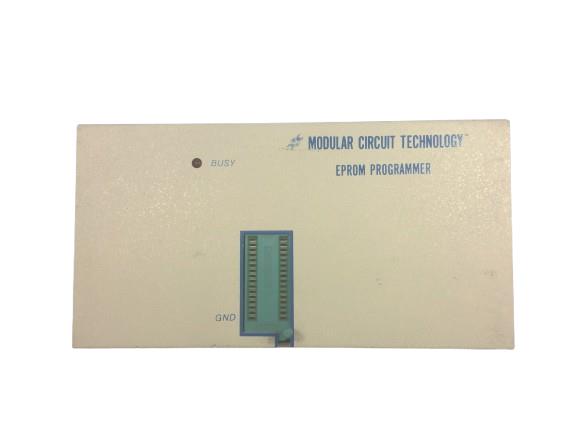 MODULAR CIRCUIT TECHNOLOGY™
EPROM PROGRAMMER
BUSY
GND